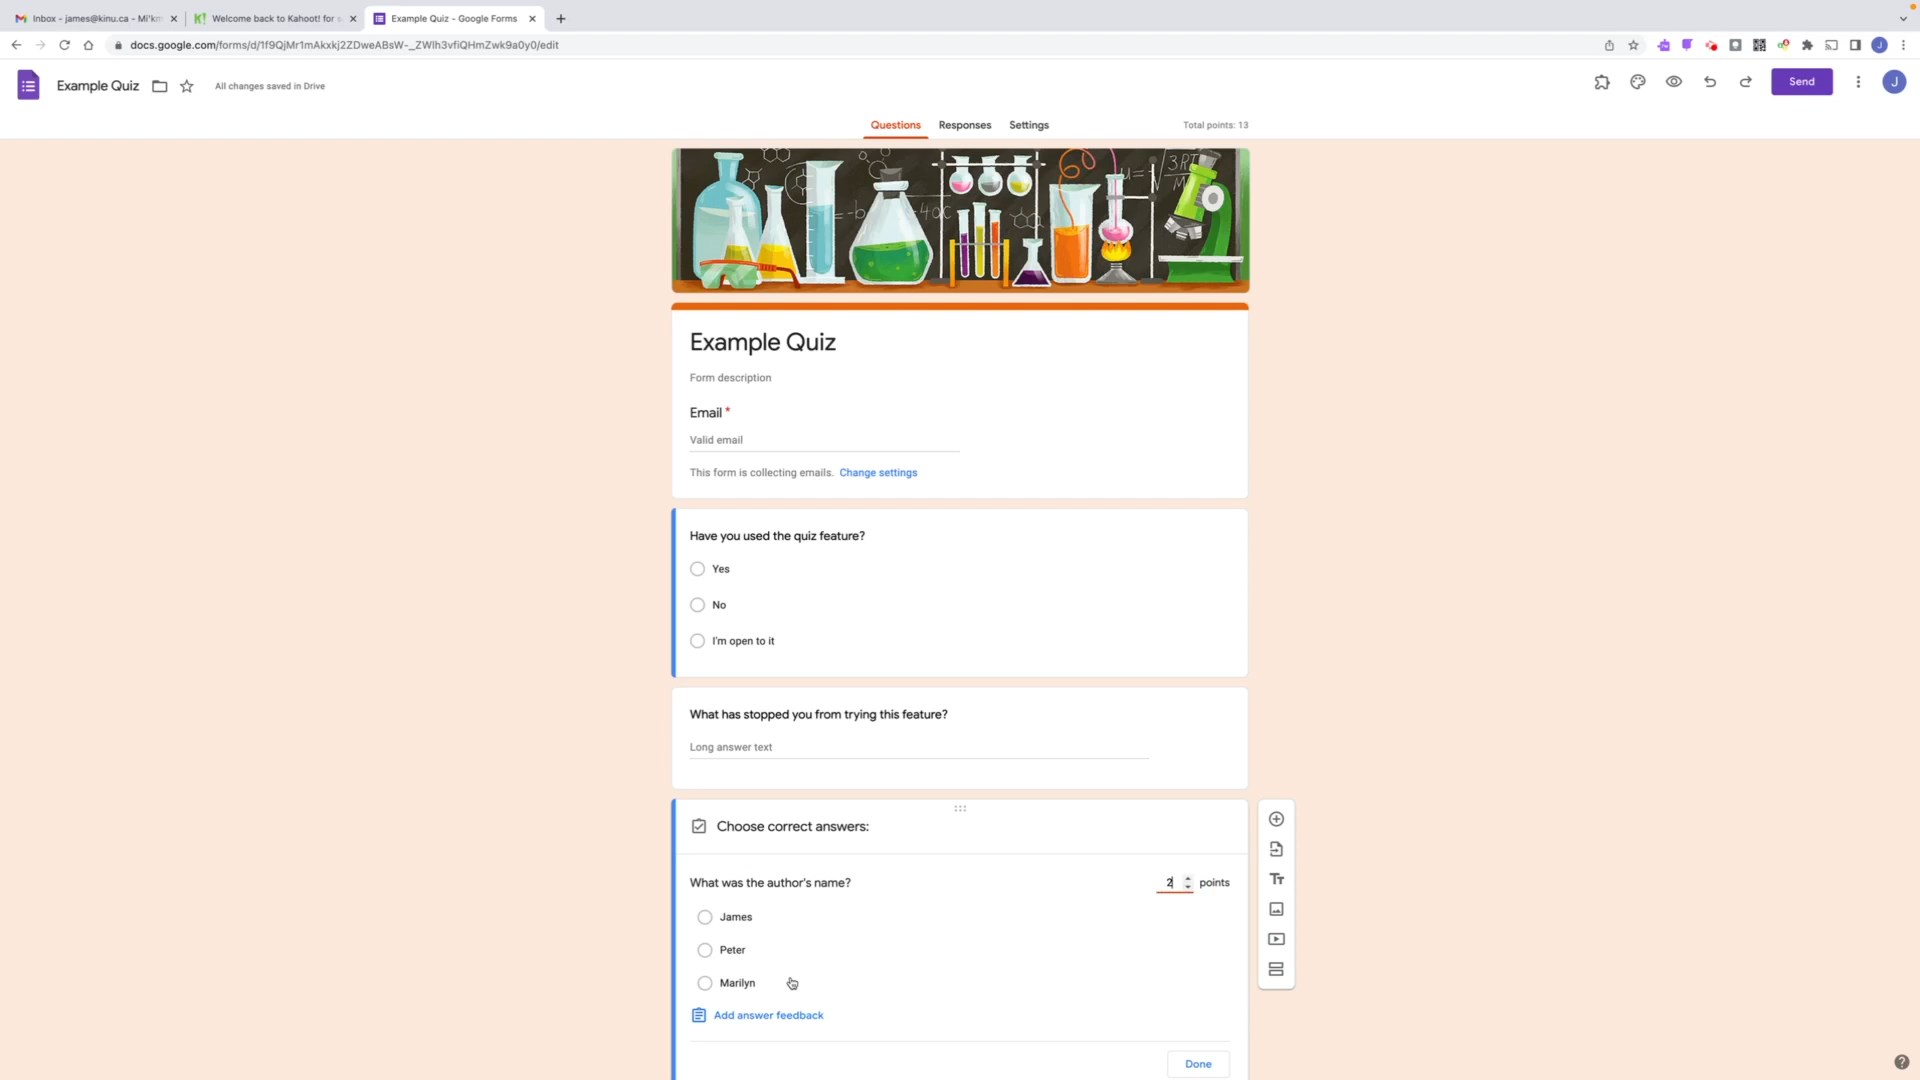 Inbox - james@kinu.ca - Mi'km
Welcome back to Kahoot! for s
Example Quiz - Google Forms
docs.google.com/forms/d/1f9QjMr1mAkxkj2ZDweABsW-_ZWlh3vfiQHmZwk9a0y0/edit
Example Quiz
All changes saved in Drive
Send
J
Questions
Responses
Settings
Total points: 13
Example Quiz
Form description
Email *
Valid email
This form is collecting emails. Change settings
Have you used the quiz feature?
Yes
No
I'm open to it
What has stopped you from trying this feature?
Long answer text
Choose correct answers:
What was the author's name?
2 points
James
Peter
Marilyn
Add answer feedback
Done